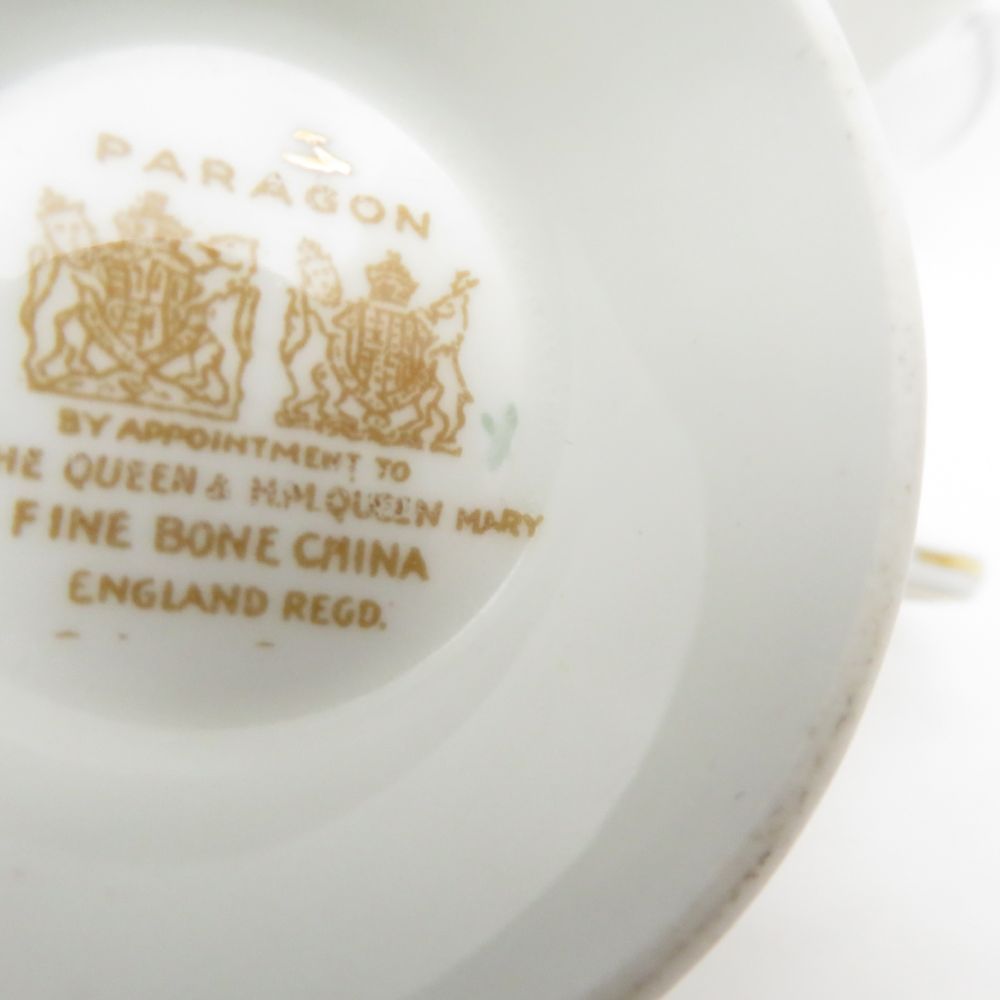 PARAGON
BY APPOINTMENT TO
HE QUEEN & H.M. QUEEN MARY
FINE BONE CHINA
ENGLAND REGD.